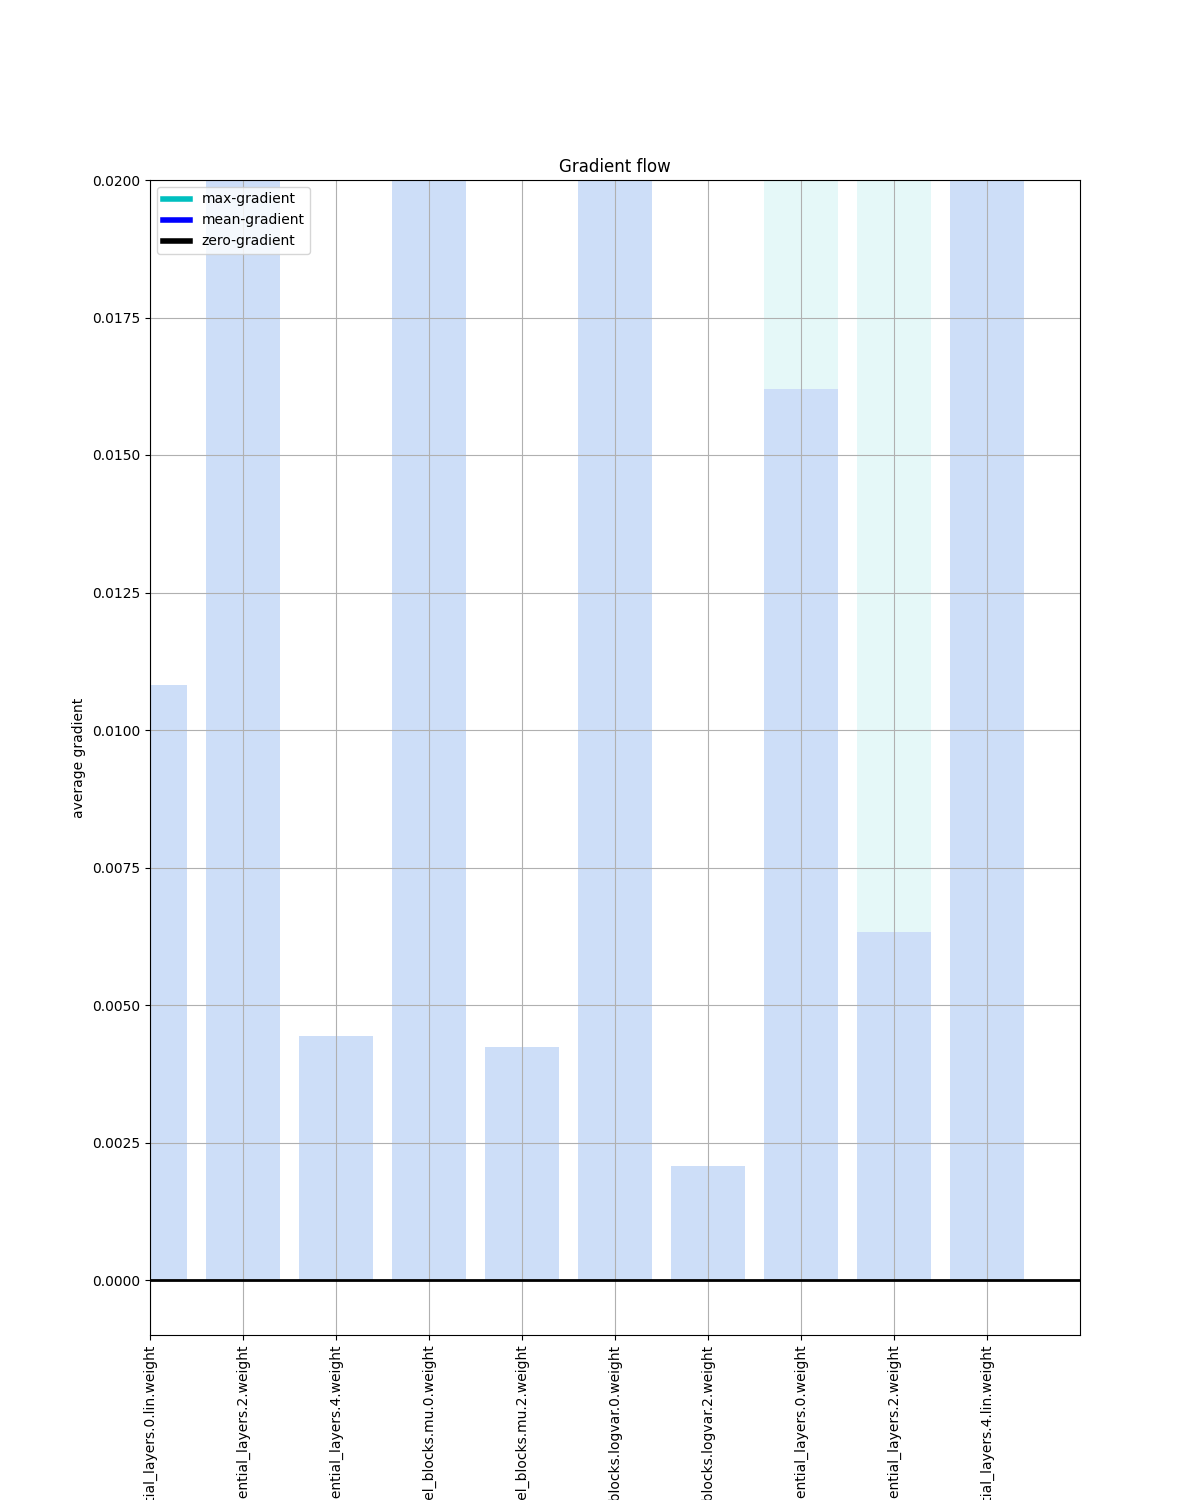 Gradient flow
max-gradient
mean-gradient
zero-gradient
0.0200
0.0175
0.0150
0.0125
0.0100
0.0075
0.0050
0.0025
0.0000
average gradient
tial_layers.0.lin.weight
ential_layers.2.weight
ential_layers.4.weight
el_blocks.mu.0.weight
el_blocks.mu.2.weight
blocks.logvar.0.weight
blocks.logvar.2.weight
ential_layers.0.weight
ential_layers.2.weight
tial_layers.4.lin.weight